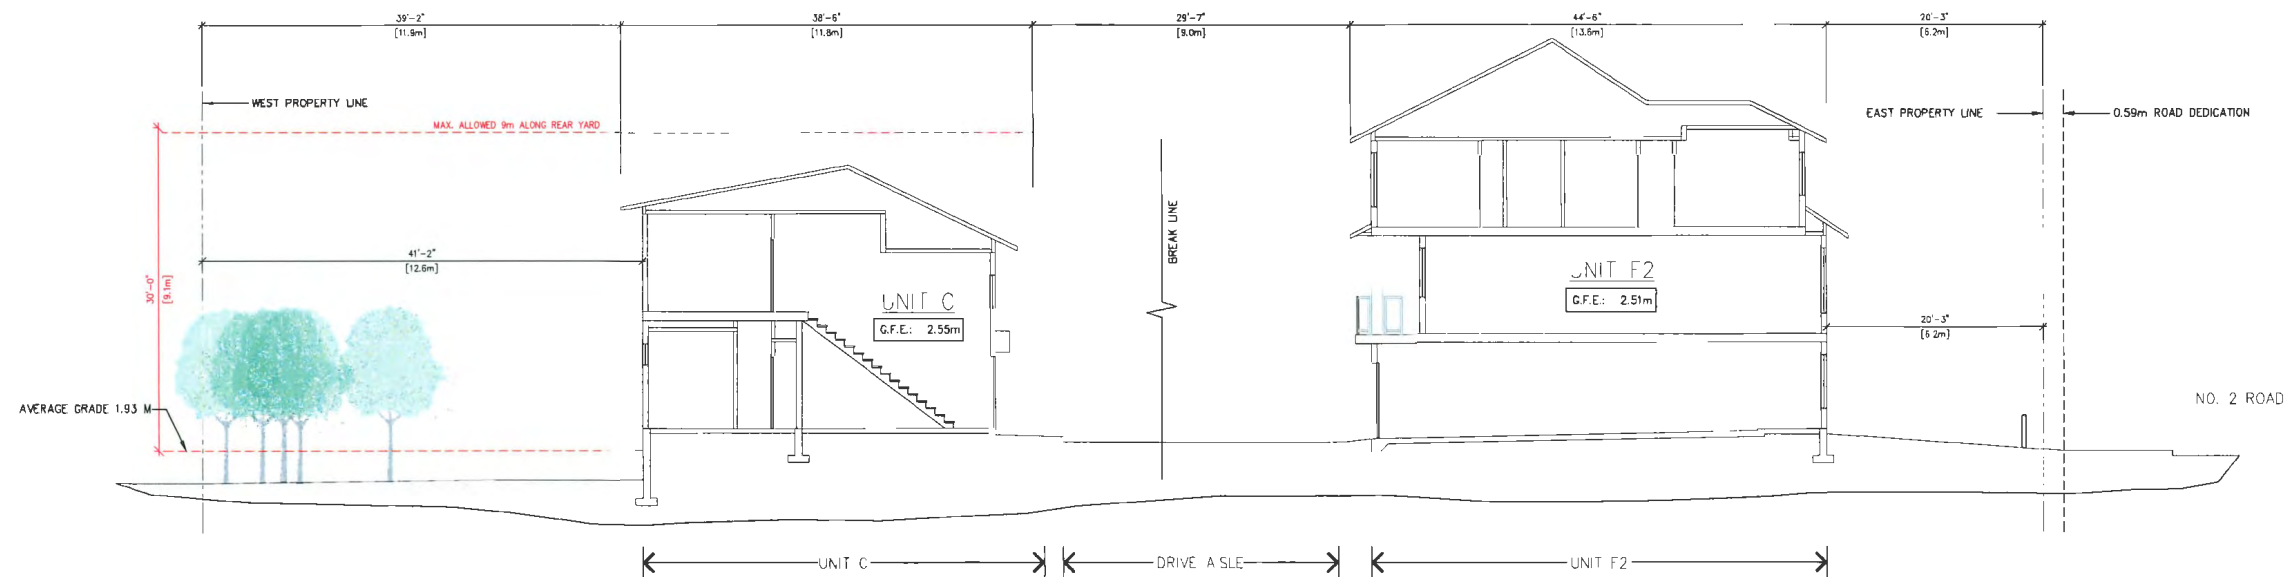 39'-2"
[11.9m]
38'-6"
[11.8m]
29'-7"
[9.0m]
44'-6"
[13.6m]
20'-3"
[6.2m]
WEST PROPERTY LINE
MAX. ALLOWED 9m ALONG REAR YARD
EAST PROPERTY LINE
0.59m ROAD DEDICATION
BREAK LINE
41'-2"
[12.6m]
30'-0"
[9.1m]
UNIT C
G.F.E.: 2.55m
UNIT F2
G.F.E.: 2.51m
20'-3"
[6.2m]
AVERAGE GRADE 1.93 M
NO. 2 ROAD
UNIT C
DRIVE AISLE
UNIT F2